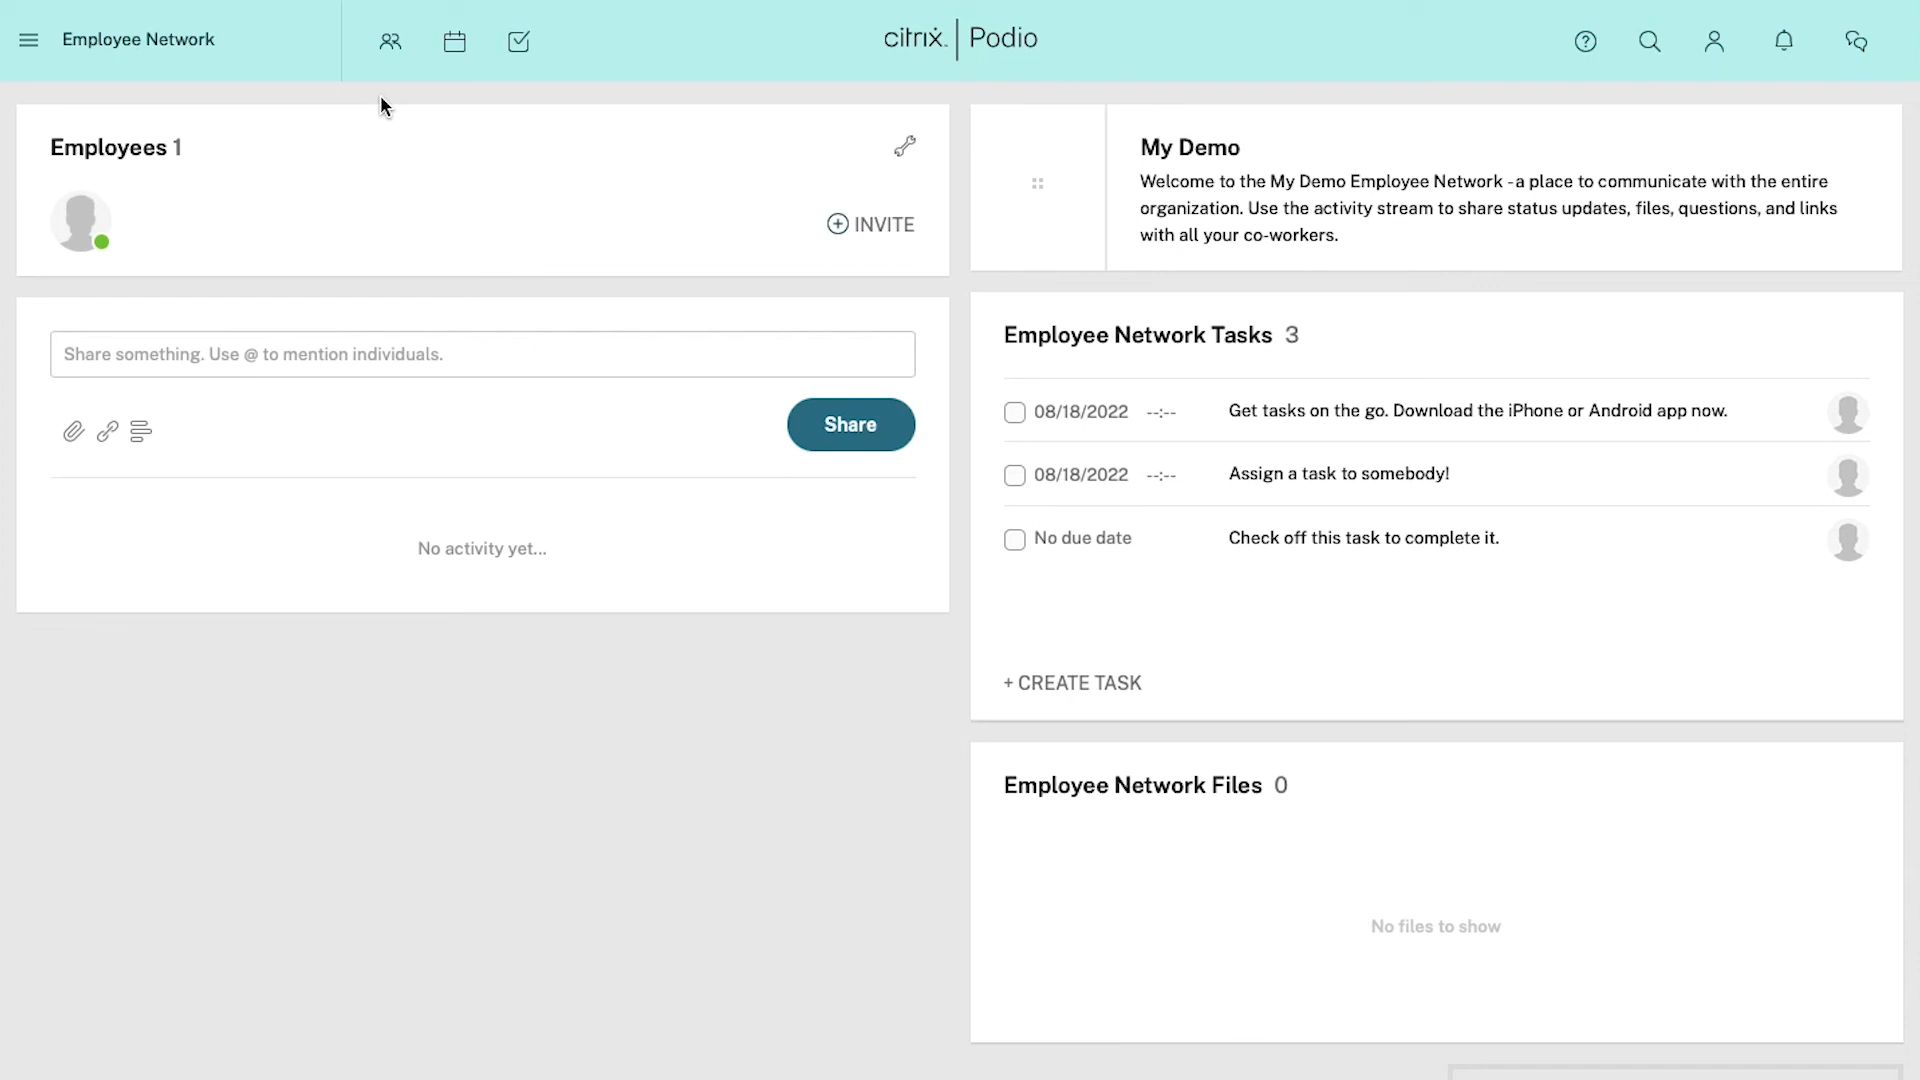 Employee Network
citrix. Podio
Employees 1
INVITE
Share something. Use @ to mention individuals.
Share
No activity yet...
My Demo
Welcome to the My Demo Employee Network - a place to communicate with the entire
organization. Use the activity stream to share status updates, files, questions, and links
with all your co-workers.
Employee Network Tasks 3
08/18/2022 --:-- Get tasks on the go. Download the iPhone or Android app now.
08/18/2022 --:-- Assign a task to somebody!
No due date Check off this task to complete it.
+ CREATE TASK
Employee Network Files 0
No files to show